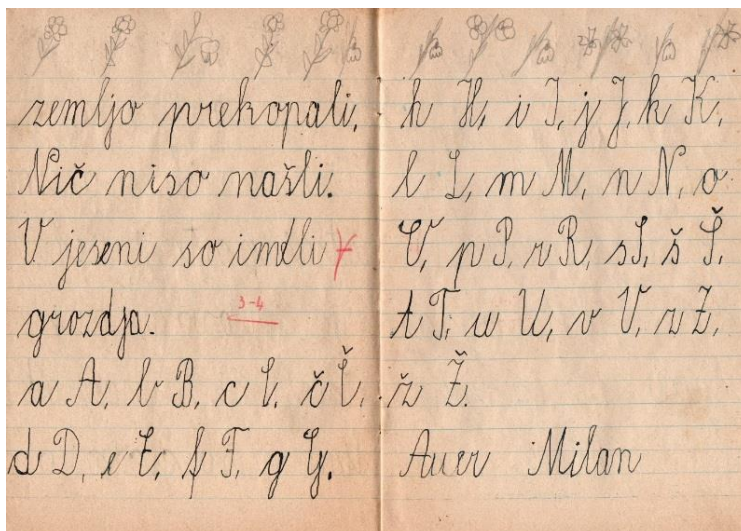 zemljo prekopali.
Nič niso našli.
V jeseni so imeli
grozdja.
3-4
a A, b B, c C, č Č,
d D, e E, f F, g G.
h H, i I, j J, k K,
l L, m M, n N, o
O, p P, r R, s S, š Š,
t T, u U, v V, z Z,
ž Ž.
Auer Milan